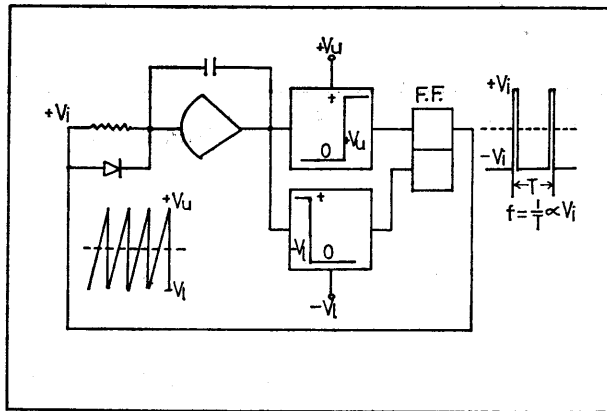 +Vu
F.F.
+Vi
+
+Vu
0
+Vi
-Vi
T
f = 1/T ∝ Vi
+
-Vl
0
+Vu
-Vl
-Vl